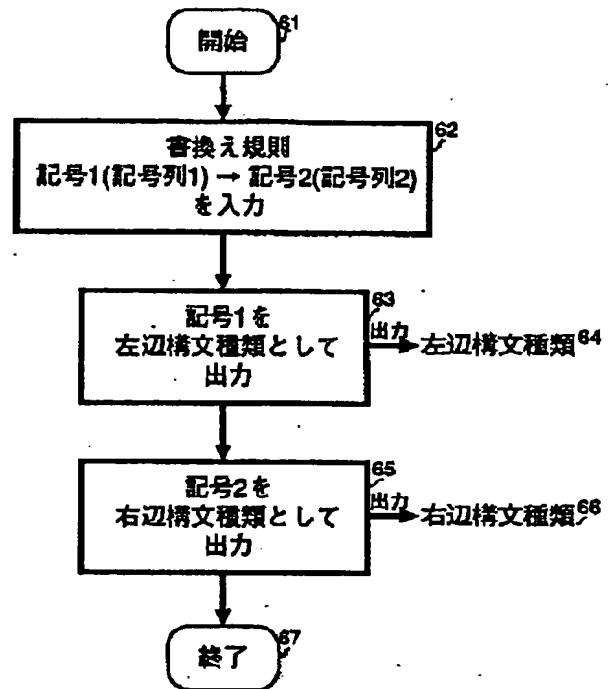 開始
61
62
書換え規則
記号1(記号列1) → 記号2(記号列2)
を入力
63
記号1を
左辺構文種類として
出力
出力
左辺構文種類
64
65
記号2を
右辺構文種類として
出力
出力
右辺構文種類
66
終了
67